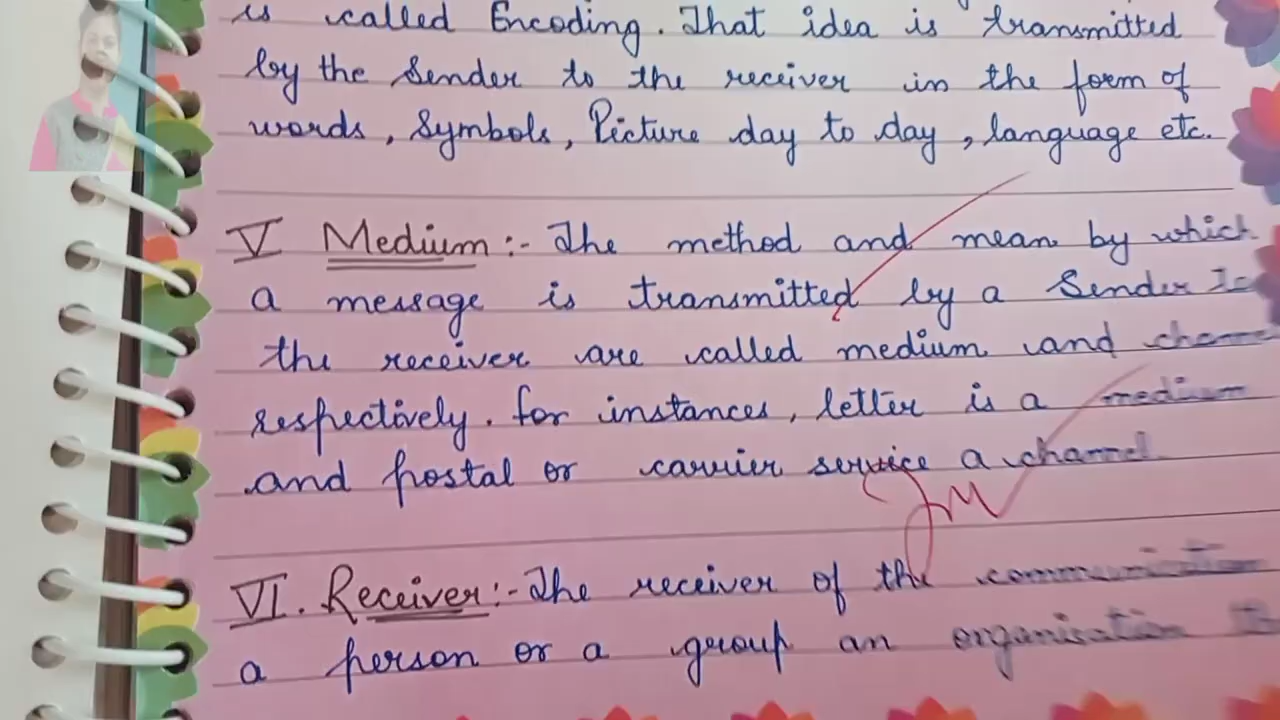 is called Encoding. That idea is transmitted
by the Sender to the receiver in the form of
words, Symbols, Picture day to day, language etc.
V Medium:- The method and mean by which
a message is transmitted by a Sender to
the receiver are called medium and
respectively. For instances, letter is a medium
and postal or carrier service a channel.
VI. Receiver:- The receiver of the communication
a person or a group an organisation